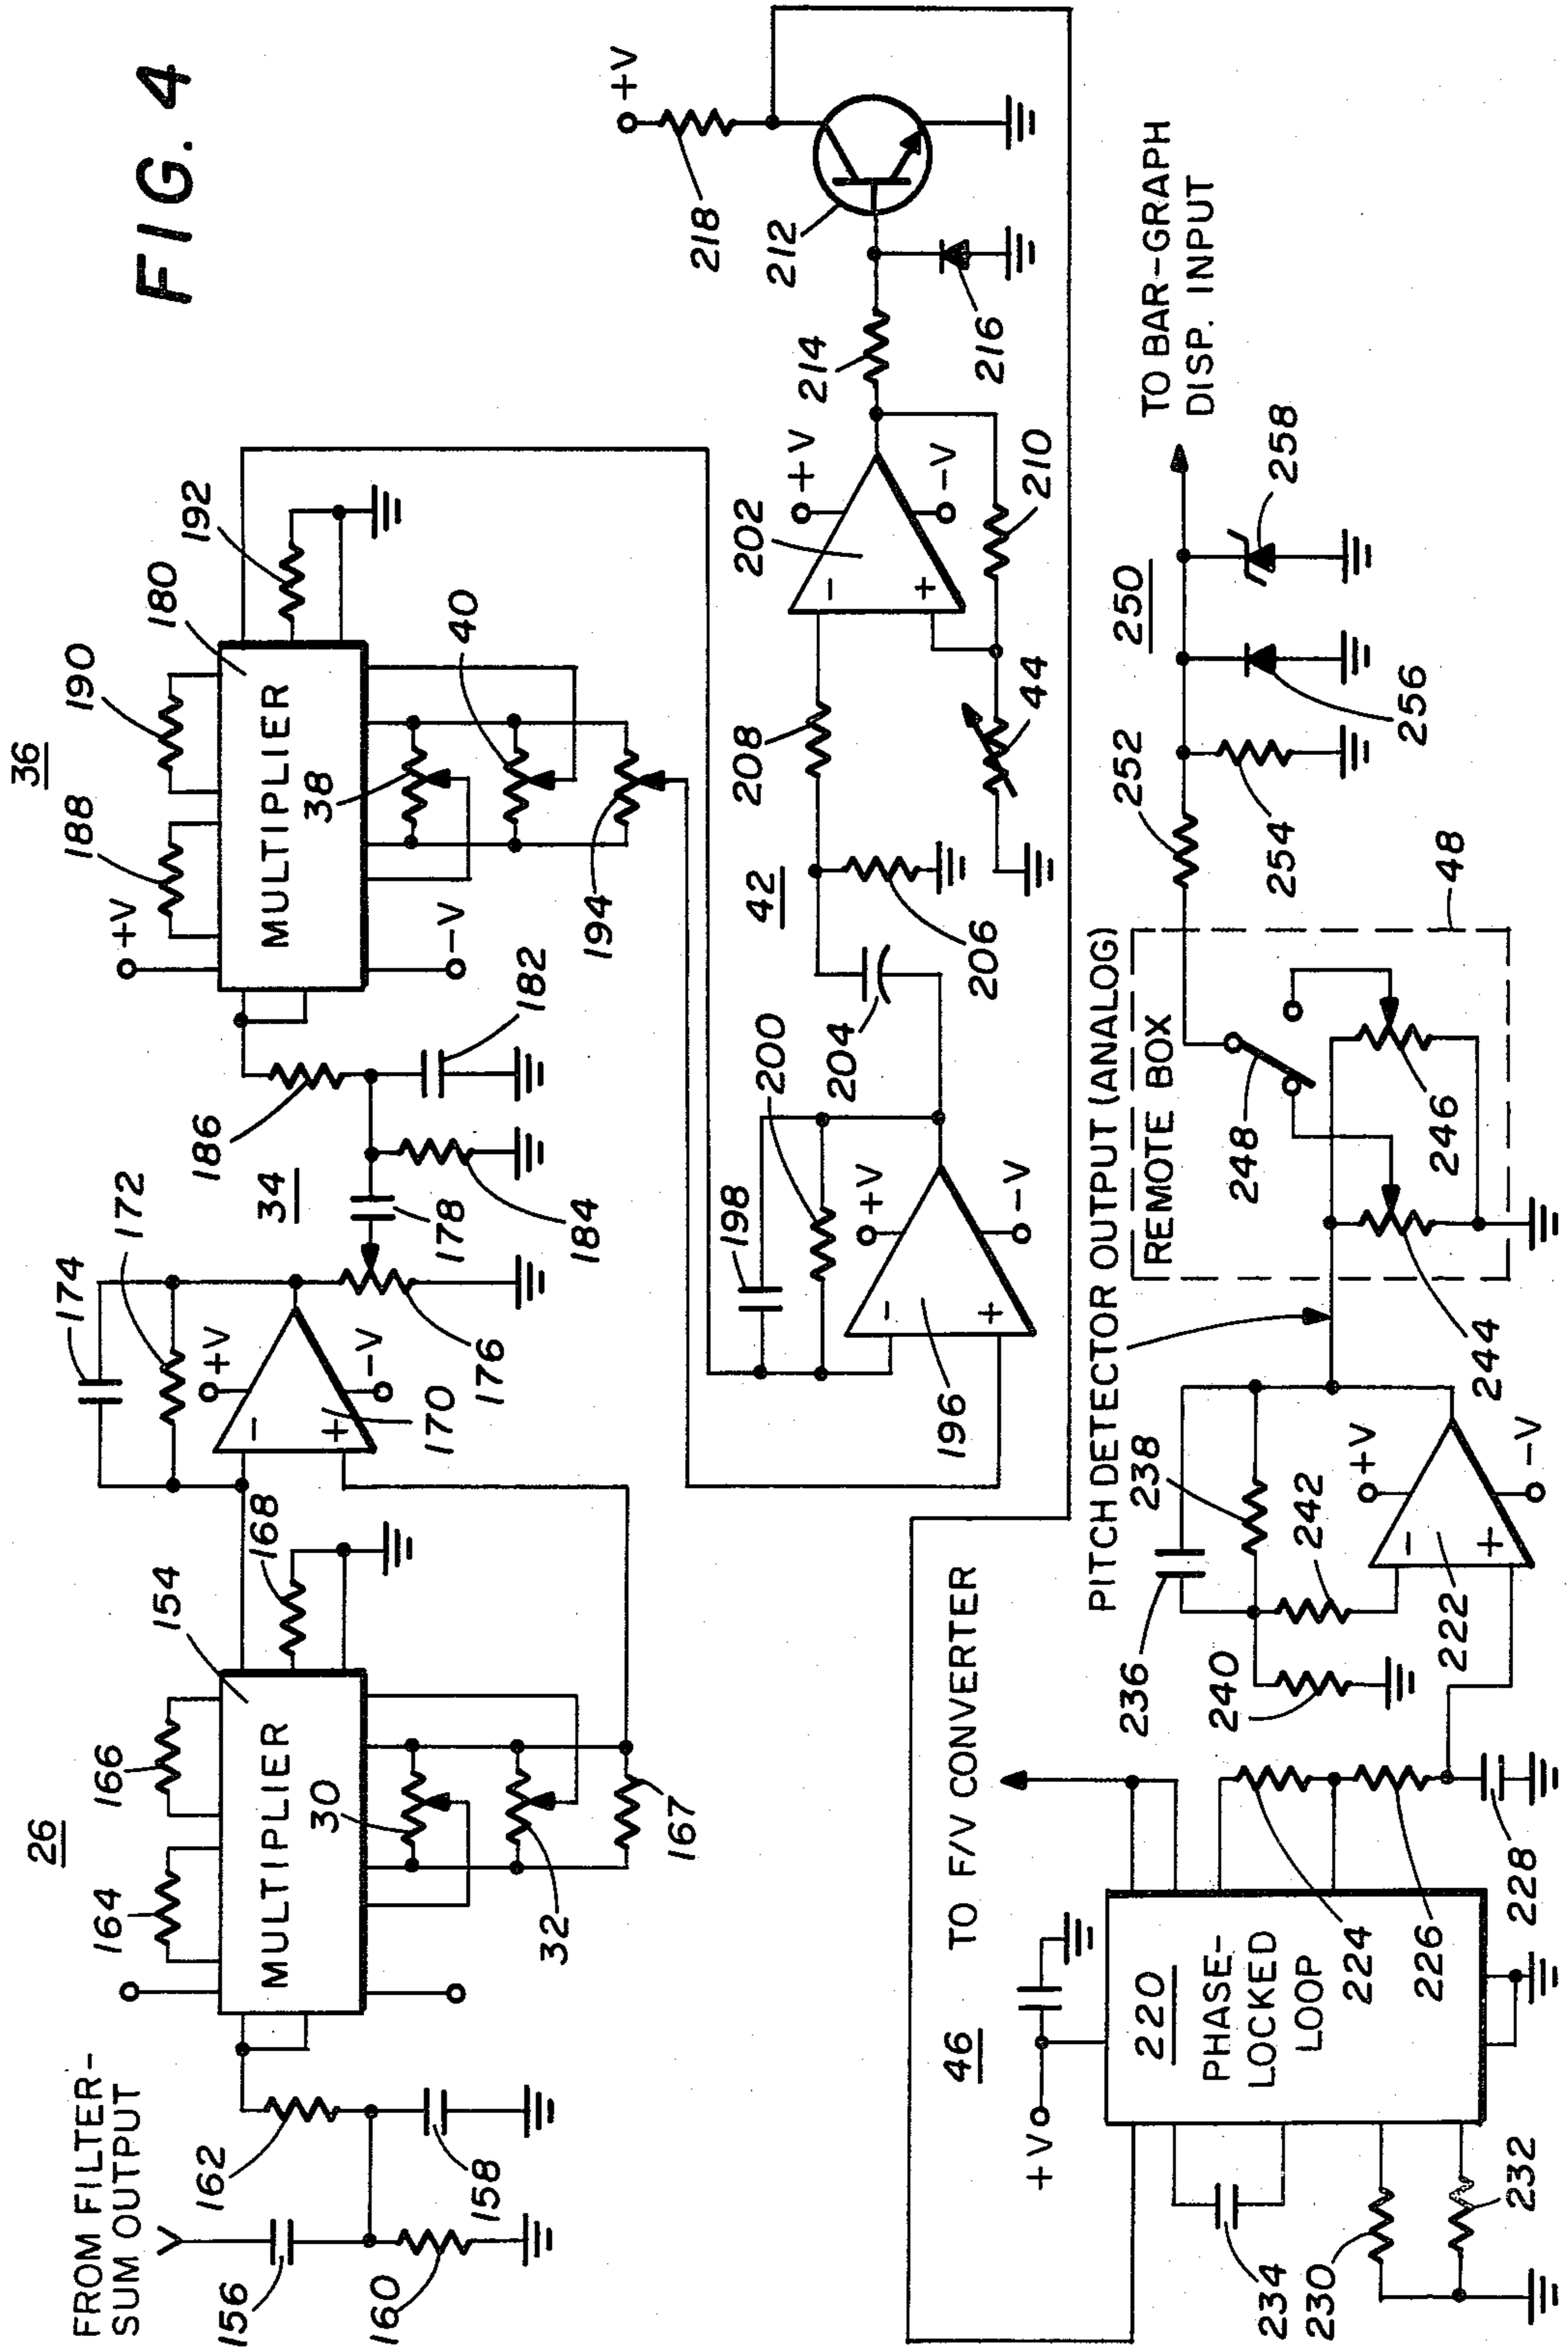 FIG. 4
FROM FILTER-
SUM OUTPUT
156
160
162
158
26
164
166
154
MULTIPLIER
30
32
167
168
174
172
+V
-
+
-V
170
176
34
178
184
186
182
36
188
190
180
192
+V
MULTIPLIER
-V
38
40
194
198
200
+V
-
+
-V
196
204
42
206
208
44
202
+V
-
+
-V
210
214
216
212
218
+V
46
TO F/V CONVERTER
+V
220
PHASE-
LOCKED
LOOP
234
230
232
224
226
228
236
238
240
242
+V
-
+
-V
222
PITCH DETECTOR OUTPUT (ANALOG)
REMOTE BOX
48
244
246
248
252
250
254
256
258
TO BAR-GRAPH
DISP. INPUT